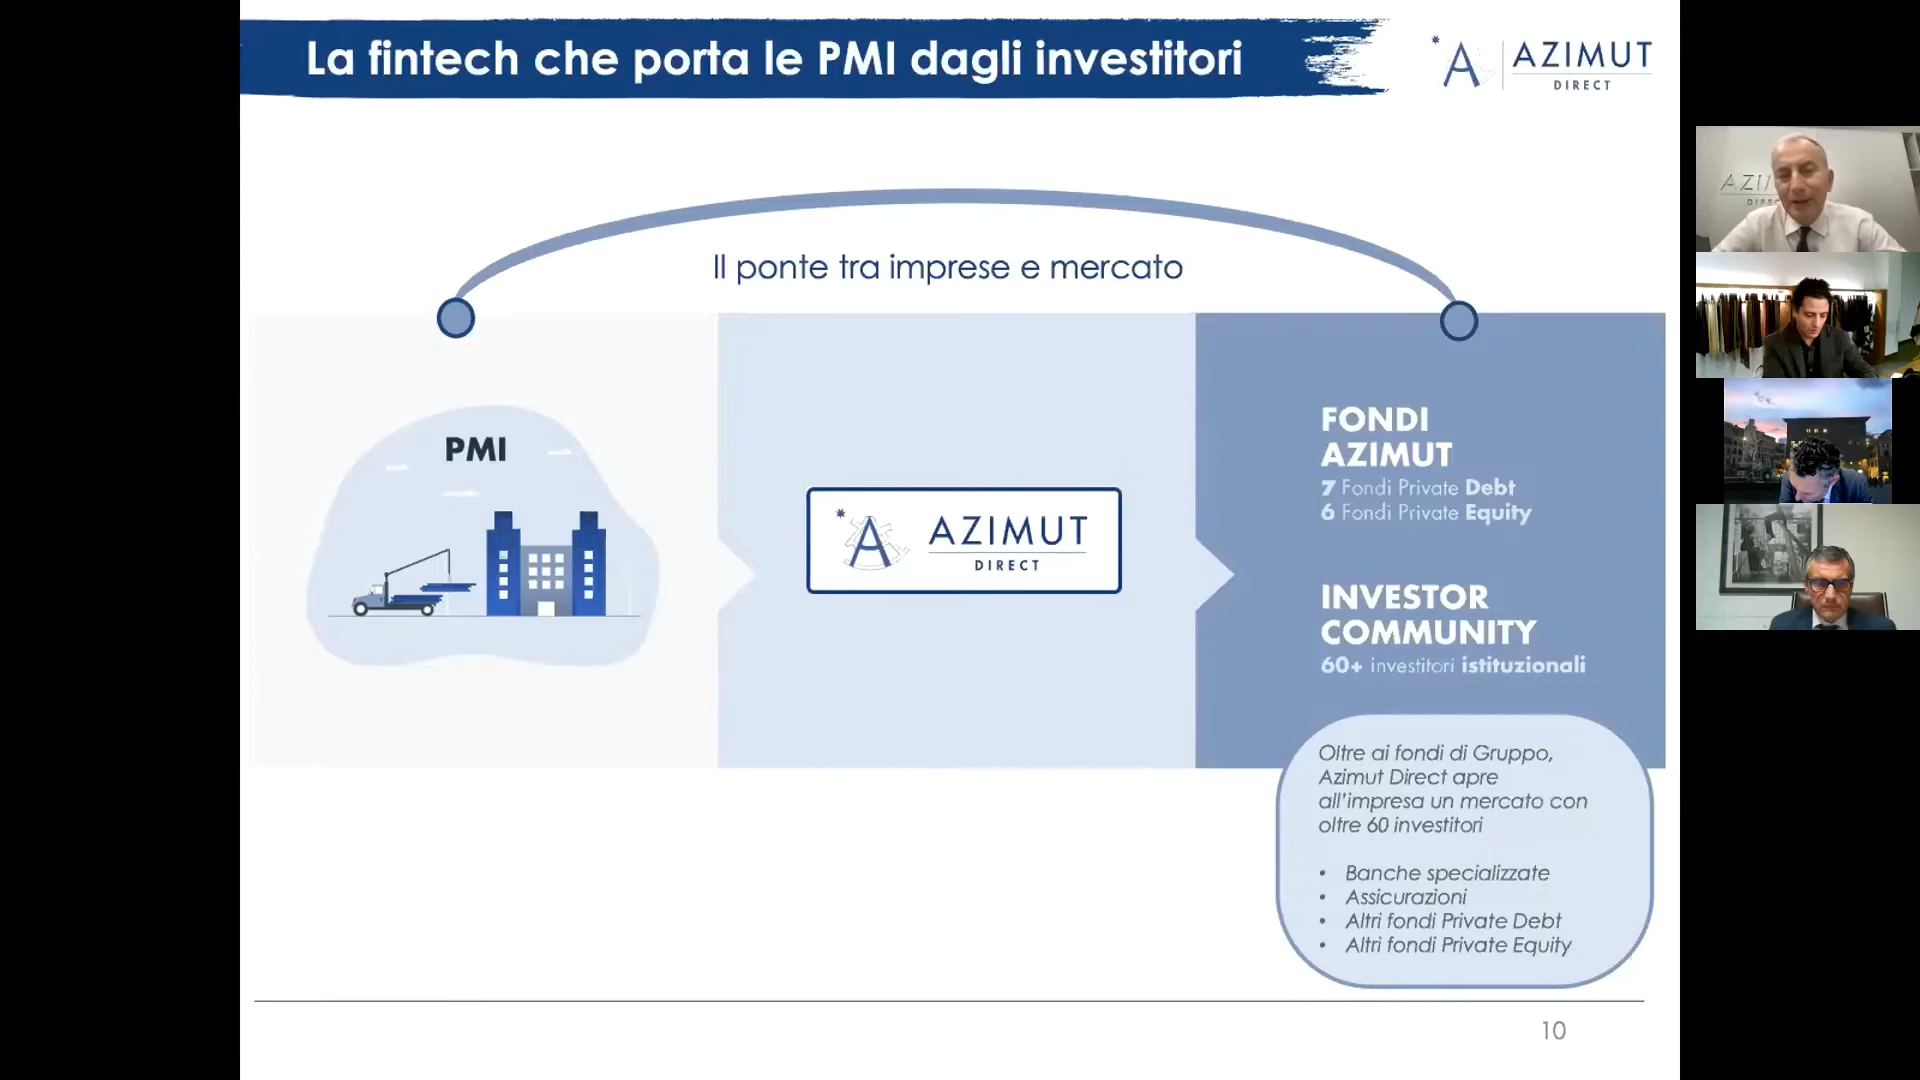 La fintech che porta le PMI dagli investitori
AZIMUT
DIRECT
Il ponte tra imprese e mercato
PMI
AZIMUT
DIRECT
FONDI
AZIMUT
7 Fondi Private Debt
6 Fondi Private Equity
INVESTOR
COMMUNITY
60+ investitori istituzionali
Oltre ai fondi di Gruppo,
Azimut Direct apre
all'impresa un mercato con
oltre 60 investitori
• Banche specializzate
• Assicurazioni
• Altri fondi Private Debt
• Altri fondi Private Equity
10